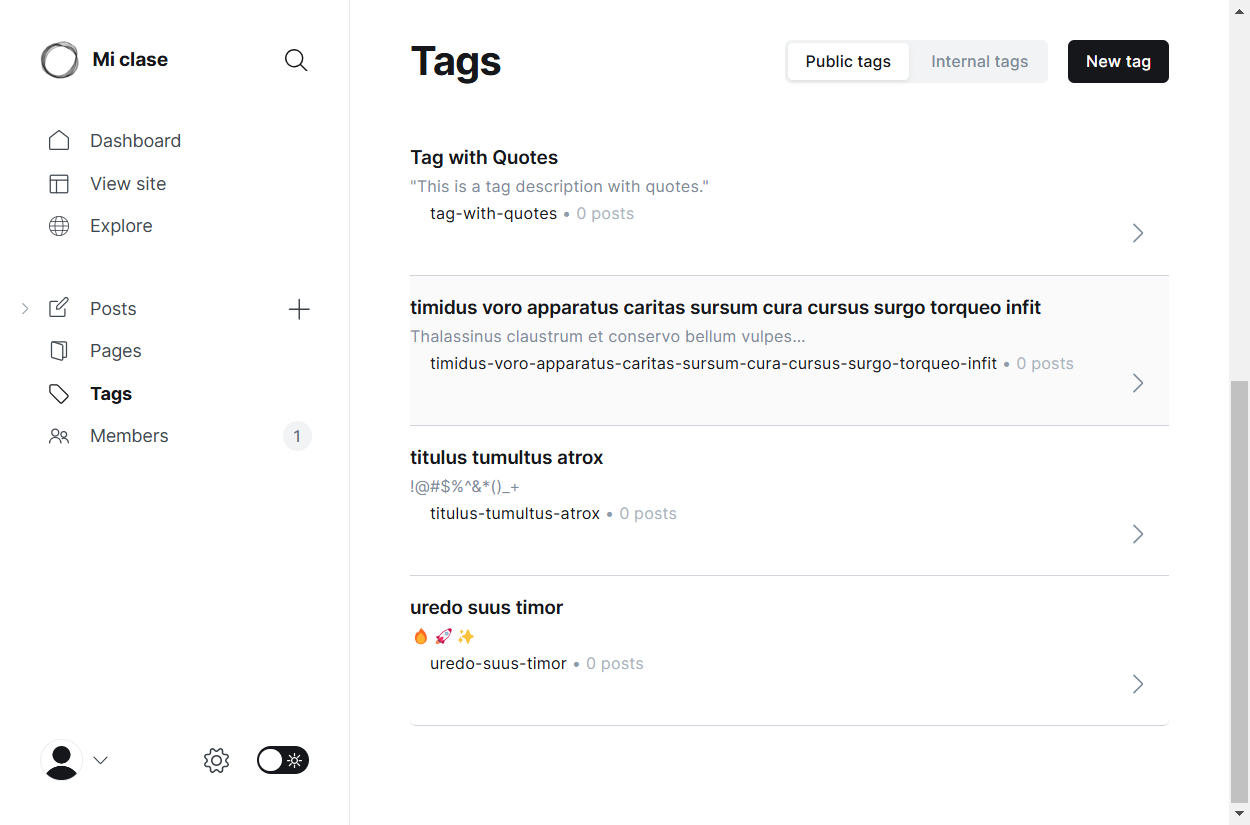 Mi clase
Dashboard
View site
Explore
Posts
Pages
Tags
Members
1
Tags
Public tags
Internal tags
New tag
Tag with Quotes
"This is a tag description with quotes."
tag-with-quotes • 0 posts
timidus voro apparatus caritas sursum cura cursus surgo torqueo infit
Thalassinus claustrum et conservo bellum vulpes...
timidus-voro-apparatus-caritas-sursum-cura-cursus-surgo-torqueo-infit • 0 posts
titulus tumultus atrox
!@#$%^&*()_+
titulus-tumultus-atrox • 0 posts
uredo suus timor
🔥 🚀 ✨
uredo-suus-timor • 0 posts